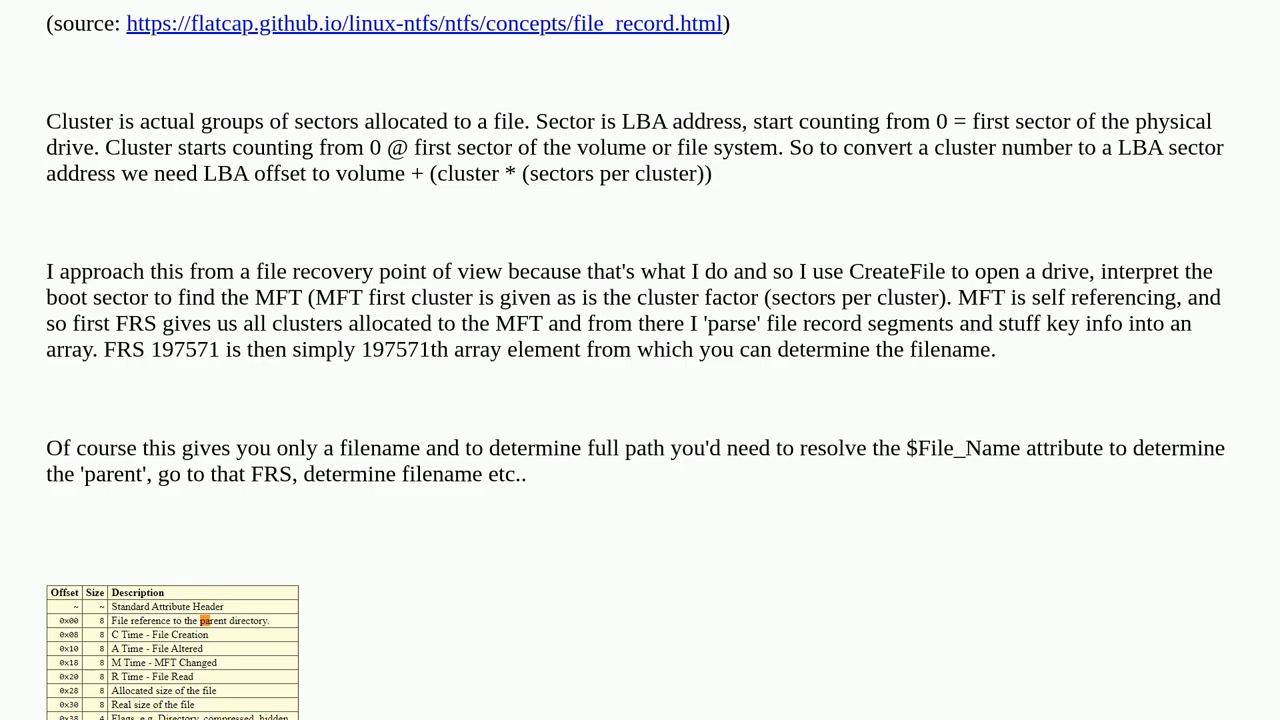 (source: https://flatcap.github.io/linux-ntfs/ntfs/concepts/file_record.html)
Cluster is actual groups of sectors allocated to a file. Sector is LBA address, start counting from 0 = first sector of the physical
drive. Cluster starts counting from 0 @ first sector of the volume or file system. So to convert a cluster number to a LBA sector
address we need LBA offset to volume + (cluster * (sectors per cluster))
I approach this from a file recovery point of view because that's what I do and so I use CreateFile to open a drive, interpret the
boot sector to find the MFT (MFT first cluster is given as is the cluster factor (sectors per cluster). MFT is self referencing, and
so first FRS gives us all clusters allocated to the MFT and from there I 'parse' file record segments and stuff key info into an
array. FRS 197571 is then simply 197571th array element from which you can determine the filename.
Of course this gives you only a filename and to determine full path you'd need to resolve the $File_Name attribute to determine
the 'parent', go to that FRS, determine filename etc..
Offset Size Description
~ ~ Standard Attribute Header
0x00 8 File reference to the parent directory.
0x08 8 C Time - File Creation
0x10 8 A Time - File Altered
0x18 8 M Time - MFT Changed
0x20 8 R Time - File Read
0x28 8 Allocated size of the file
0x30 8 Real size of the file
0x38 4 Flags, e.g. Directory, compressed, hidden